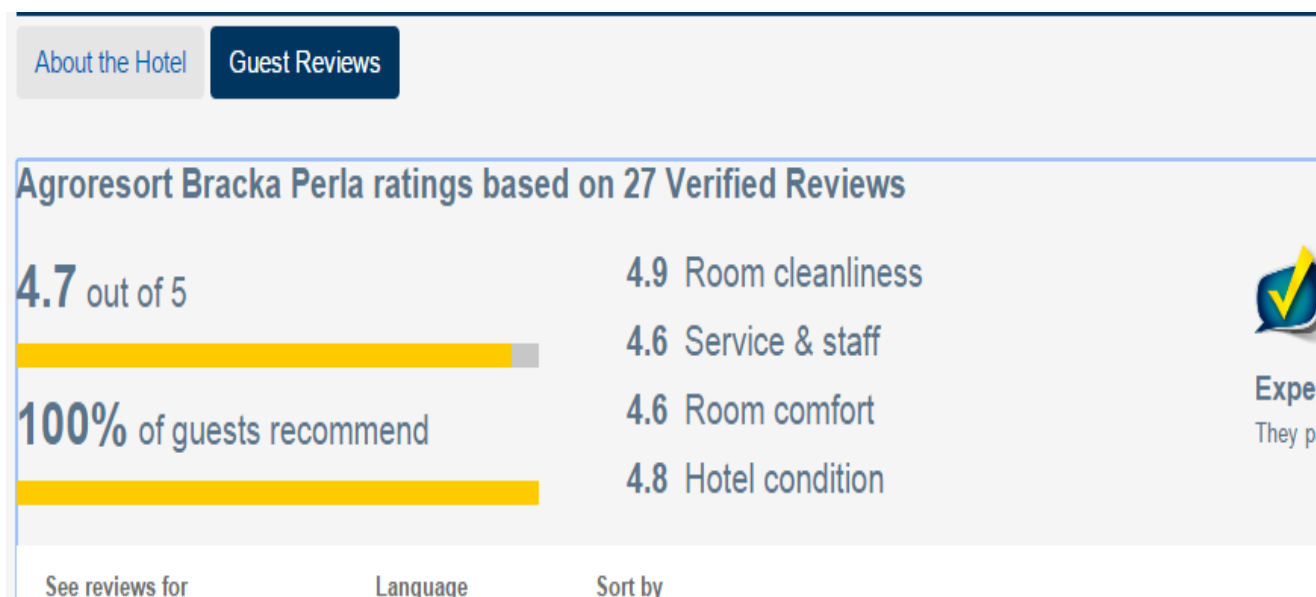 About the Hotel Guest Reviews
Agroresort Bracka Perla ratings based on 27 Verified Reviews
4.7 out of 5
100% of guests recommend
4.9 Room cleanliness
4.6 Service & staff
4.6 Room comfort
4.8 Hotel condition
Expe
They p
See reviews for Language Sort by